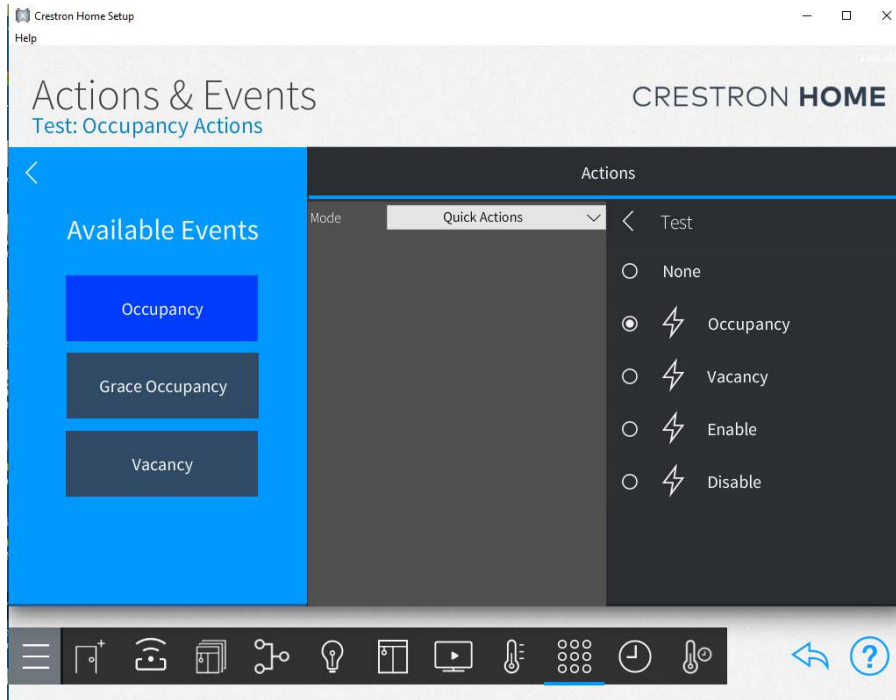 Crestron Home Setup
Help
Actions & Events
CRESTRON HOME
Test: Occupancy Actions
Actions
Available Events
Occupancy
Grace Occupancy
Vacancy
Mode
Quick Actions
Test
None
Occupancy
Vacancy
Enable
Disable
?